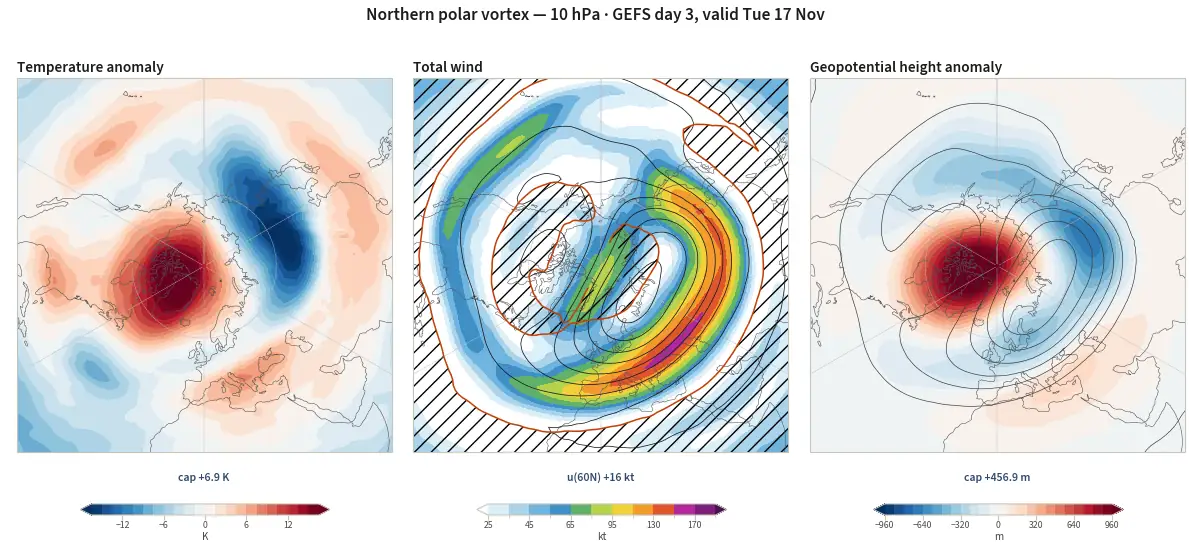 Northern polar vortex — 10 hPa · GEFS day 3, valid Tue 17 Nov
Temperature anomaly
Total wind
Geopotential height anomaly
cap +6.9 K
u(60N) +16 kt
cap +456.9 m
−12 −6 0 6 12
K
25 45 65 95 130 170
kt
−960 −640 −320 0 320 640 960
m